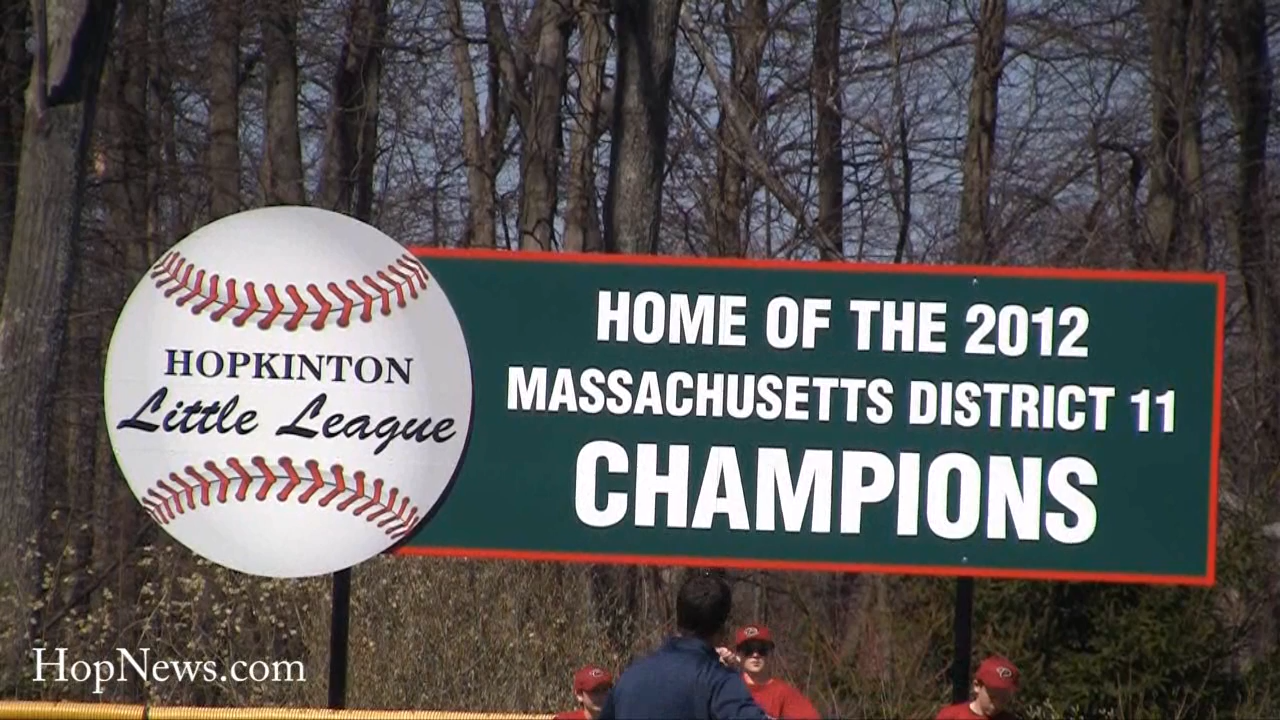 HOPKINTON
Little League
HOME OF THE 2012
MASSACHUSETTS DISTRICT 11
CHAMPIONS
HopNews.com